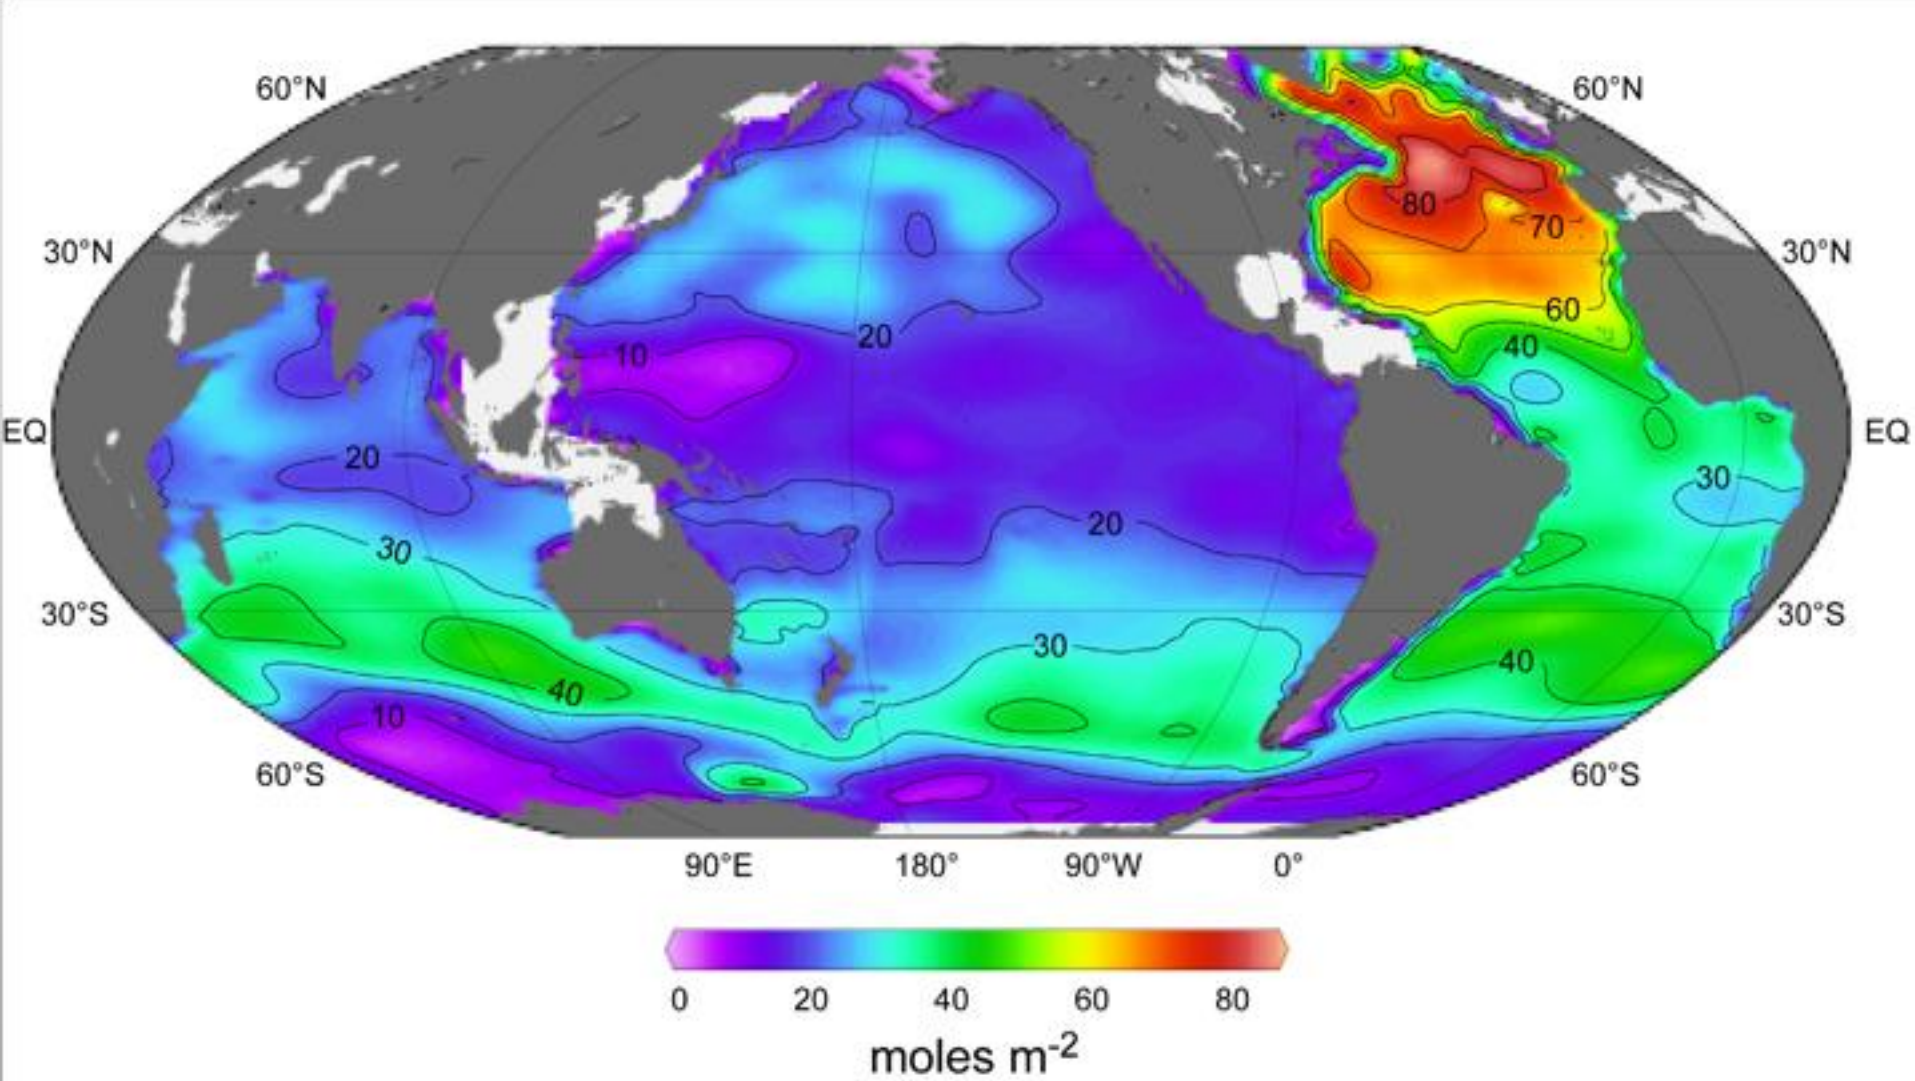 60°N 60°N
80
<70
30°N 30°N
60
10 20 40
EQ EQ
20 30
20
30
30°S 30 30°S
40
40
10
60°S 60°S
90°E 180° 90°W 0°
0 20 40 60 80
moles m-2